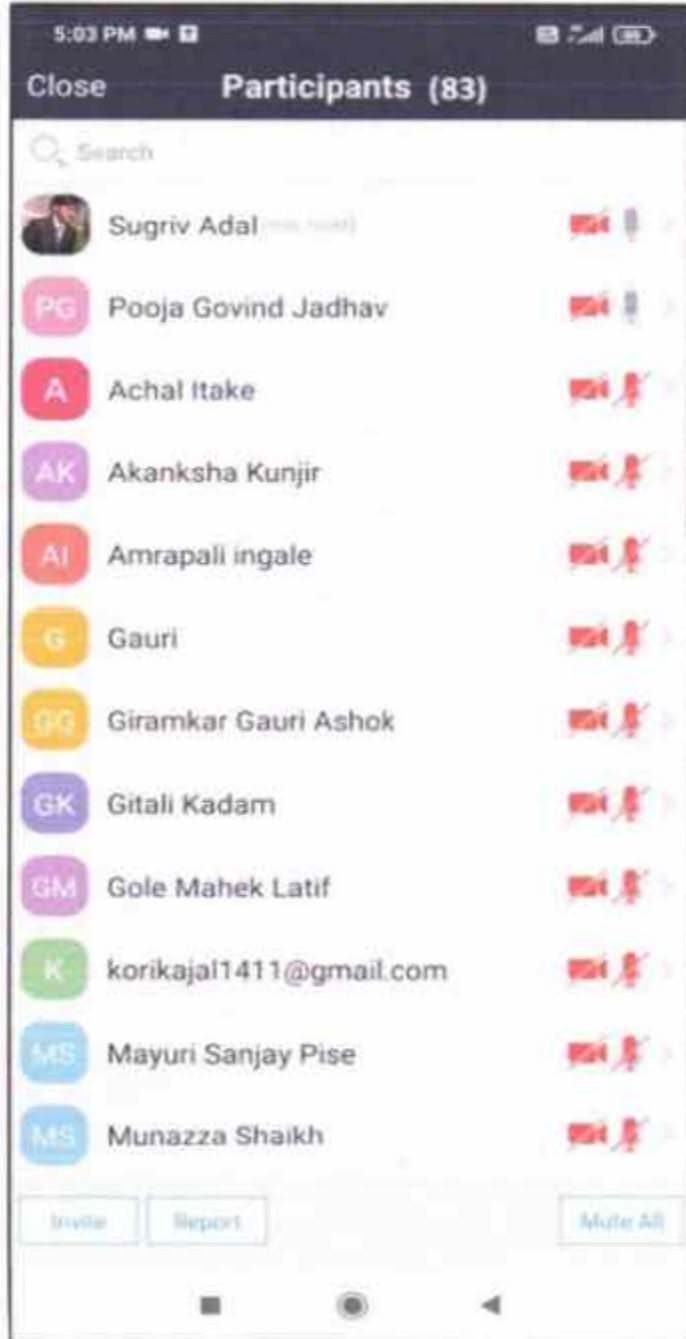 5:03 PM
Close Participants (83)
Search
Sugriv Adal
PG Pooja Govind Jadhav
A Achal Itake
AK Akanksha Kunjir
AI Amrapali ingale
G Gauri
GG Giramkar Gauri Ashok
GK Gitali Kadam
GM Gole Mahek Latif
K korikajal1411@gmail.com
MS Mayuri Sanjay Pise
MS Munazza Shaikh
Invite Report Mute All